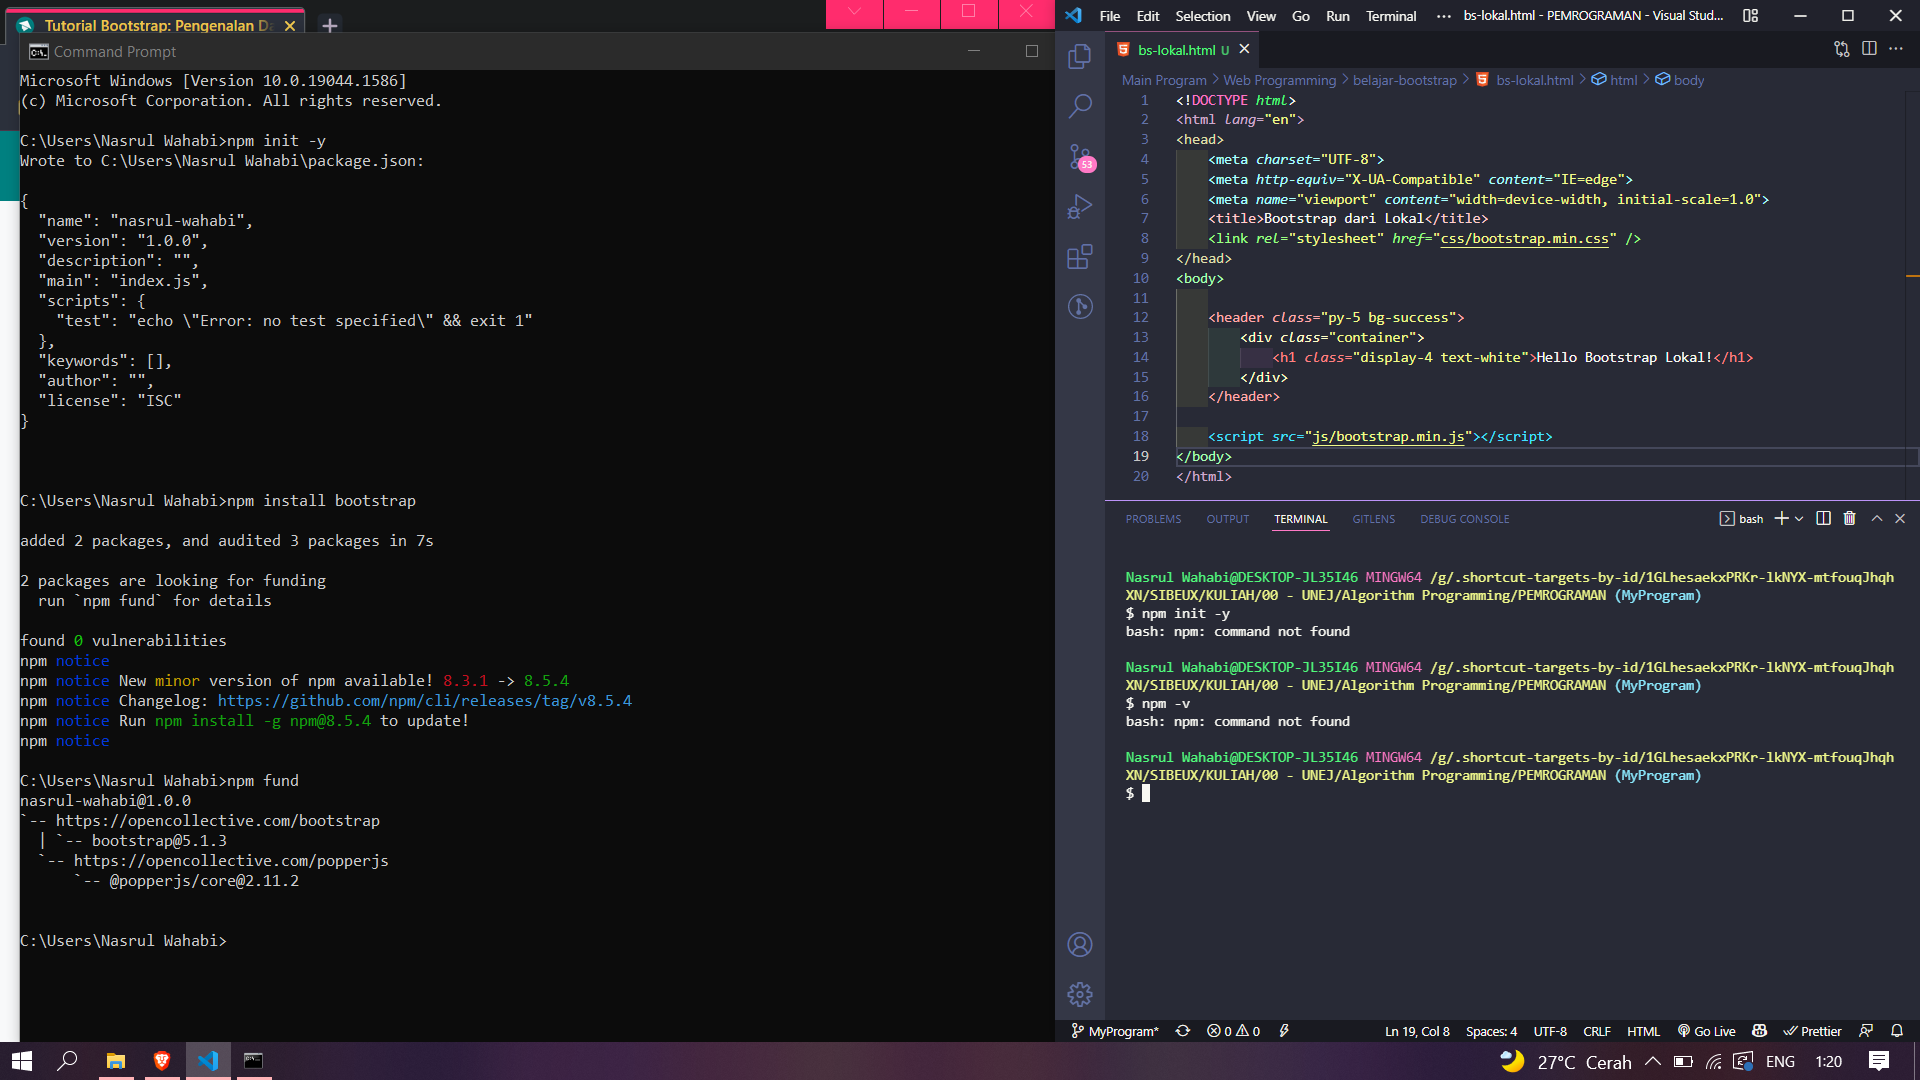 Tutorial Bootstrap: Pengenalan Da
Command Prompt
Microsoft Windows [Version 10.0.19044.1586]
(c) Microsoft Corporation. All rights reserved.
C:\Users\Nasrul Wahabi>npm init -y
Wrote to C:\Users\Nasrul Wahabi\package.json:
{
  "name": "nasrul-wahabi",
  "version": "1.0.0",
  "description": "",
  "main": "index.js",
  "scripts": {
    "test": "echo \"Error: no test specified\" && exit 1"
  },
  "keywords": [],
  "author": "",
  "license": "ISC"
}
C:\Users\Nasrul Wahabi>npm install bootstrap
added 2 packages, and audited 3 packages in 7s
2 packages are looking for funding
  run `npm fund` for details
found 0 vulnerabilities
npm notice
npm notice New minor version of npm available! 8.3.1 -> 8.5.4
npm notice Changelog: https://github.com/npm/cli/releases/tag/v8.5.4
npm notice Run npm install -g npm@8.5.4 to update!
npm notice
C:\Users\Nasrul Wahabi>npm fund
nasrul-wahabi@1.0.0
`-- https://opencollective.com/bootstrap
  | `-- bootstrap@5.1.3
  `-- https://opencollective.com/popperjs
      `-- @popperjs/core@2.11.2
C:\Users\Nasrul Wahabi>
File Edit Selection View Go Run Terminal ··· bs-lokal.html - PEMROGRAMAN - Visual Stud...
bs-lokal.html U
Main Program > Web Programming > belajar-bootstrap > bs-lokal.html > html > body
53
1 <!DOCTYPE html>
2 <html lang="en">
3 <head>
4     <meta charset="UTF-8">
5     <meta http-equiv="X-UA-Compatible" content="IE=edge">
6     <meta name="viewport" content="width=device-width, initial-scale=1.0">
7     <title>Bootstrap dari Lokal</title>
8     <link rel="stylesheet" href="css/bootstrap.min.css" />
9 </head>
10 <body>
11
12     <header class="py-5 bg-success">
13         <div class="container">
14             <h1 class="display-4 text-white">Hello Bootstrap Lokal!</h1>
15         </div>
16     </header>
17
18     <script src="js/bootstrap.min.js"></script>
19 </body>
20 </html>
PROBLEMS OUTPUT TERMINAL GITLENS DEBUG CONSOLE bash
Nasrul Wahabi@DESKTOP-JL35I46 MINGW64 /g/.shortcut-targets-by-id/1GLhesaekxPRKr-lkNYX-mtfouqJhqh
XN/SIBEUX/KULIAH/00 - UNEJ/Algorithm Programming/PEMROGRAMAN (MyProgram)
$ npm init -y
bash: npm: command not found
Nasrul Wahabi@DESKTOP-JL35I46 MINGW64 /g/.shortcut-targets-by-id/1GLhesaekxPRKr-lkNYX-mtfouqJhqh
XN/SIBEUX/KULIAH/00 - UNEJ/Algorithm Programming/PEMROGRAMAN (MyProgram)
$ npm -v
bash: npm: command not found
Nasrul Wahabi@DESKTOP-JL35I46 MINGW64 /g/.shortcut-targets-by-id/1GLhesaekxPRKr-lkNYX-mtfouqJhqh
XN/SIBEUX/KULIAH/00 - UNEJ/Algorithm Programming/PEMROGRAMAN (MyProgram)
$
MyProgram* 0 0 Ln 19, Col 8 Spaces: 4 UTF-8 CRLF HTML Go Live Prettier
27°C Cerah ENG 1:20